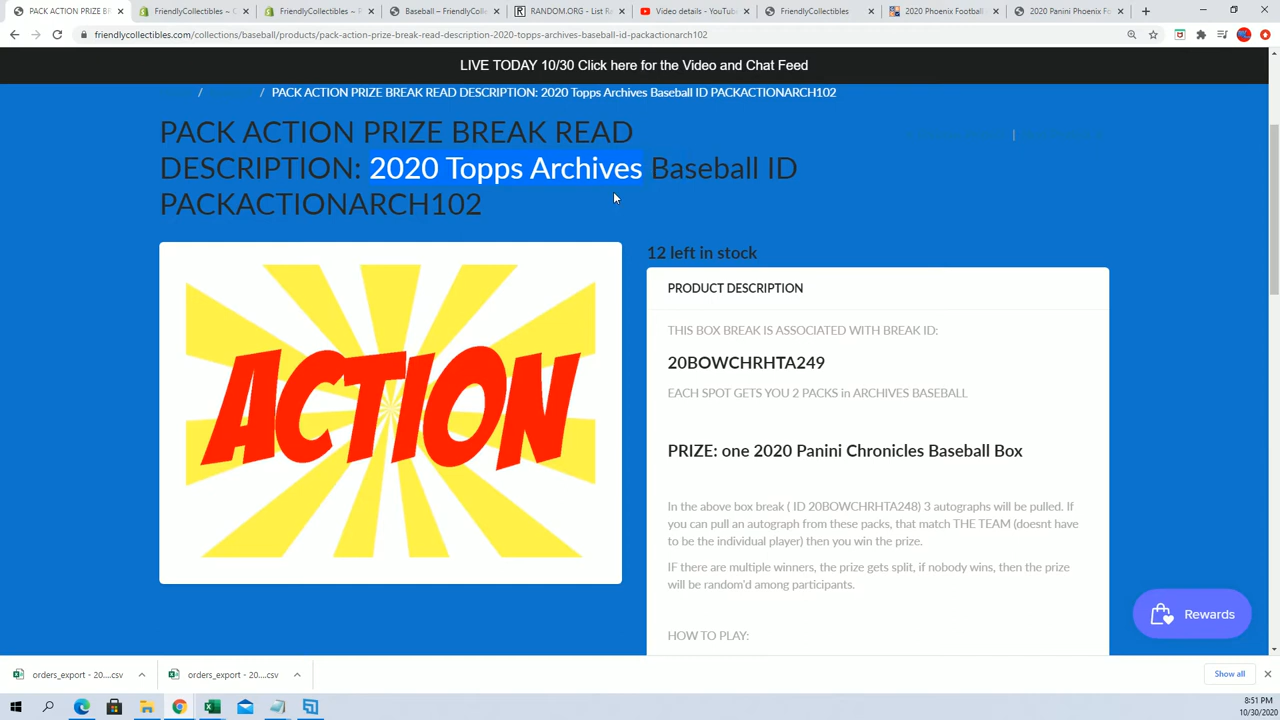 PACK ACTION PRIZE BR
FriendlyCollectibles ~ C
FriendlyCollectibles ~ F
Baseball – FriendlyColle
RANDOM.ORG - List Ra
Video details - YouTube
FriendlyCollectibles
2020 Phoenix Football
2020 Panini Phoenix Fo
friendlycollectibles.com/collections/baseball/products/pack-action-prize-break-read-description-2020-topps-archives-baseball-id-packactionarch102
LIVE TODAY 10/30 Click here for the Video and Chat Feed
/ / PACK ACTION PRIZE BREAK READ DESCRIPTION: 2020 Topps Archives Baseball ID PACKACTIONARCH102
PACK ACTION PRIZE BREAK READ
DESCRIPTION: 2020 Topps Archives Baseball ID
PACKACTIONARCH102
ACTION
12 left in stock
PRODUCT DESCRIPTION
THIS BOX BREAK IS ASSOCIATED WITH BREAK ID:
20BOWCHRHTA249
EACH SPOT GETS YOU 2 PACKS in ARCHIVES BASEBALL
PRIZE: one 2020 Panini Chronicles Baseball Box
In the above box break ( ID 20BOWCHRHTA248) 3 autographs will be pulled. If
you can pull an autograph from these packs, that match THE TEAM (doesnt have
to be the individual player) then you win the prize.
IF there are multiple winners, the prize gets split, if nobody wins, then the prize
will be random'd among participants.
HOW TO PLAY:
Rewards
orders_export - 20....csv
orders_export - 20....csv
Show all
8:51 PM
10/30/2020